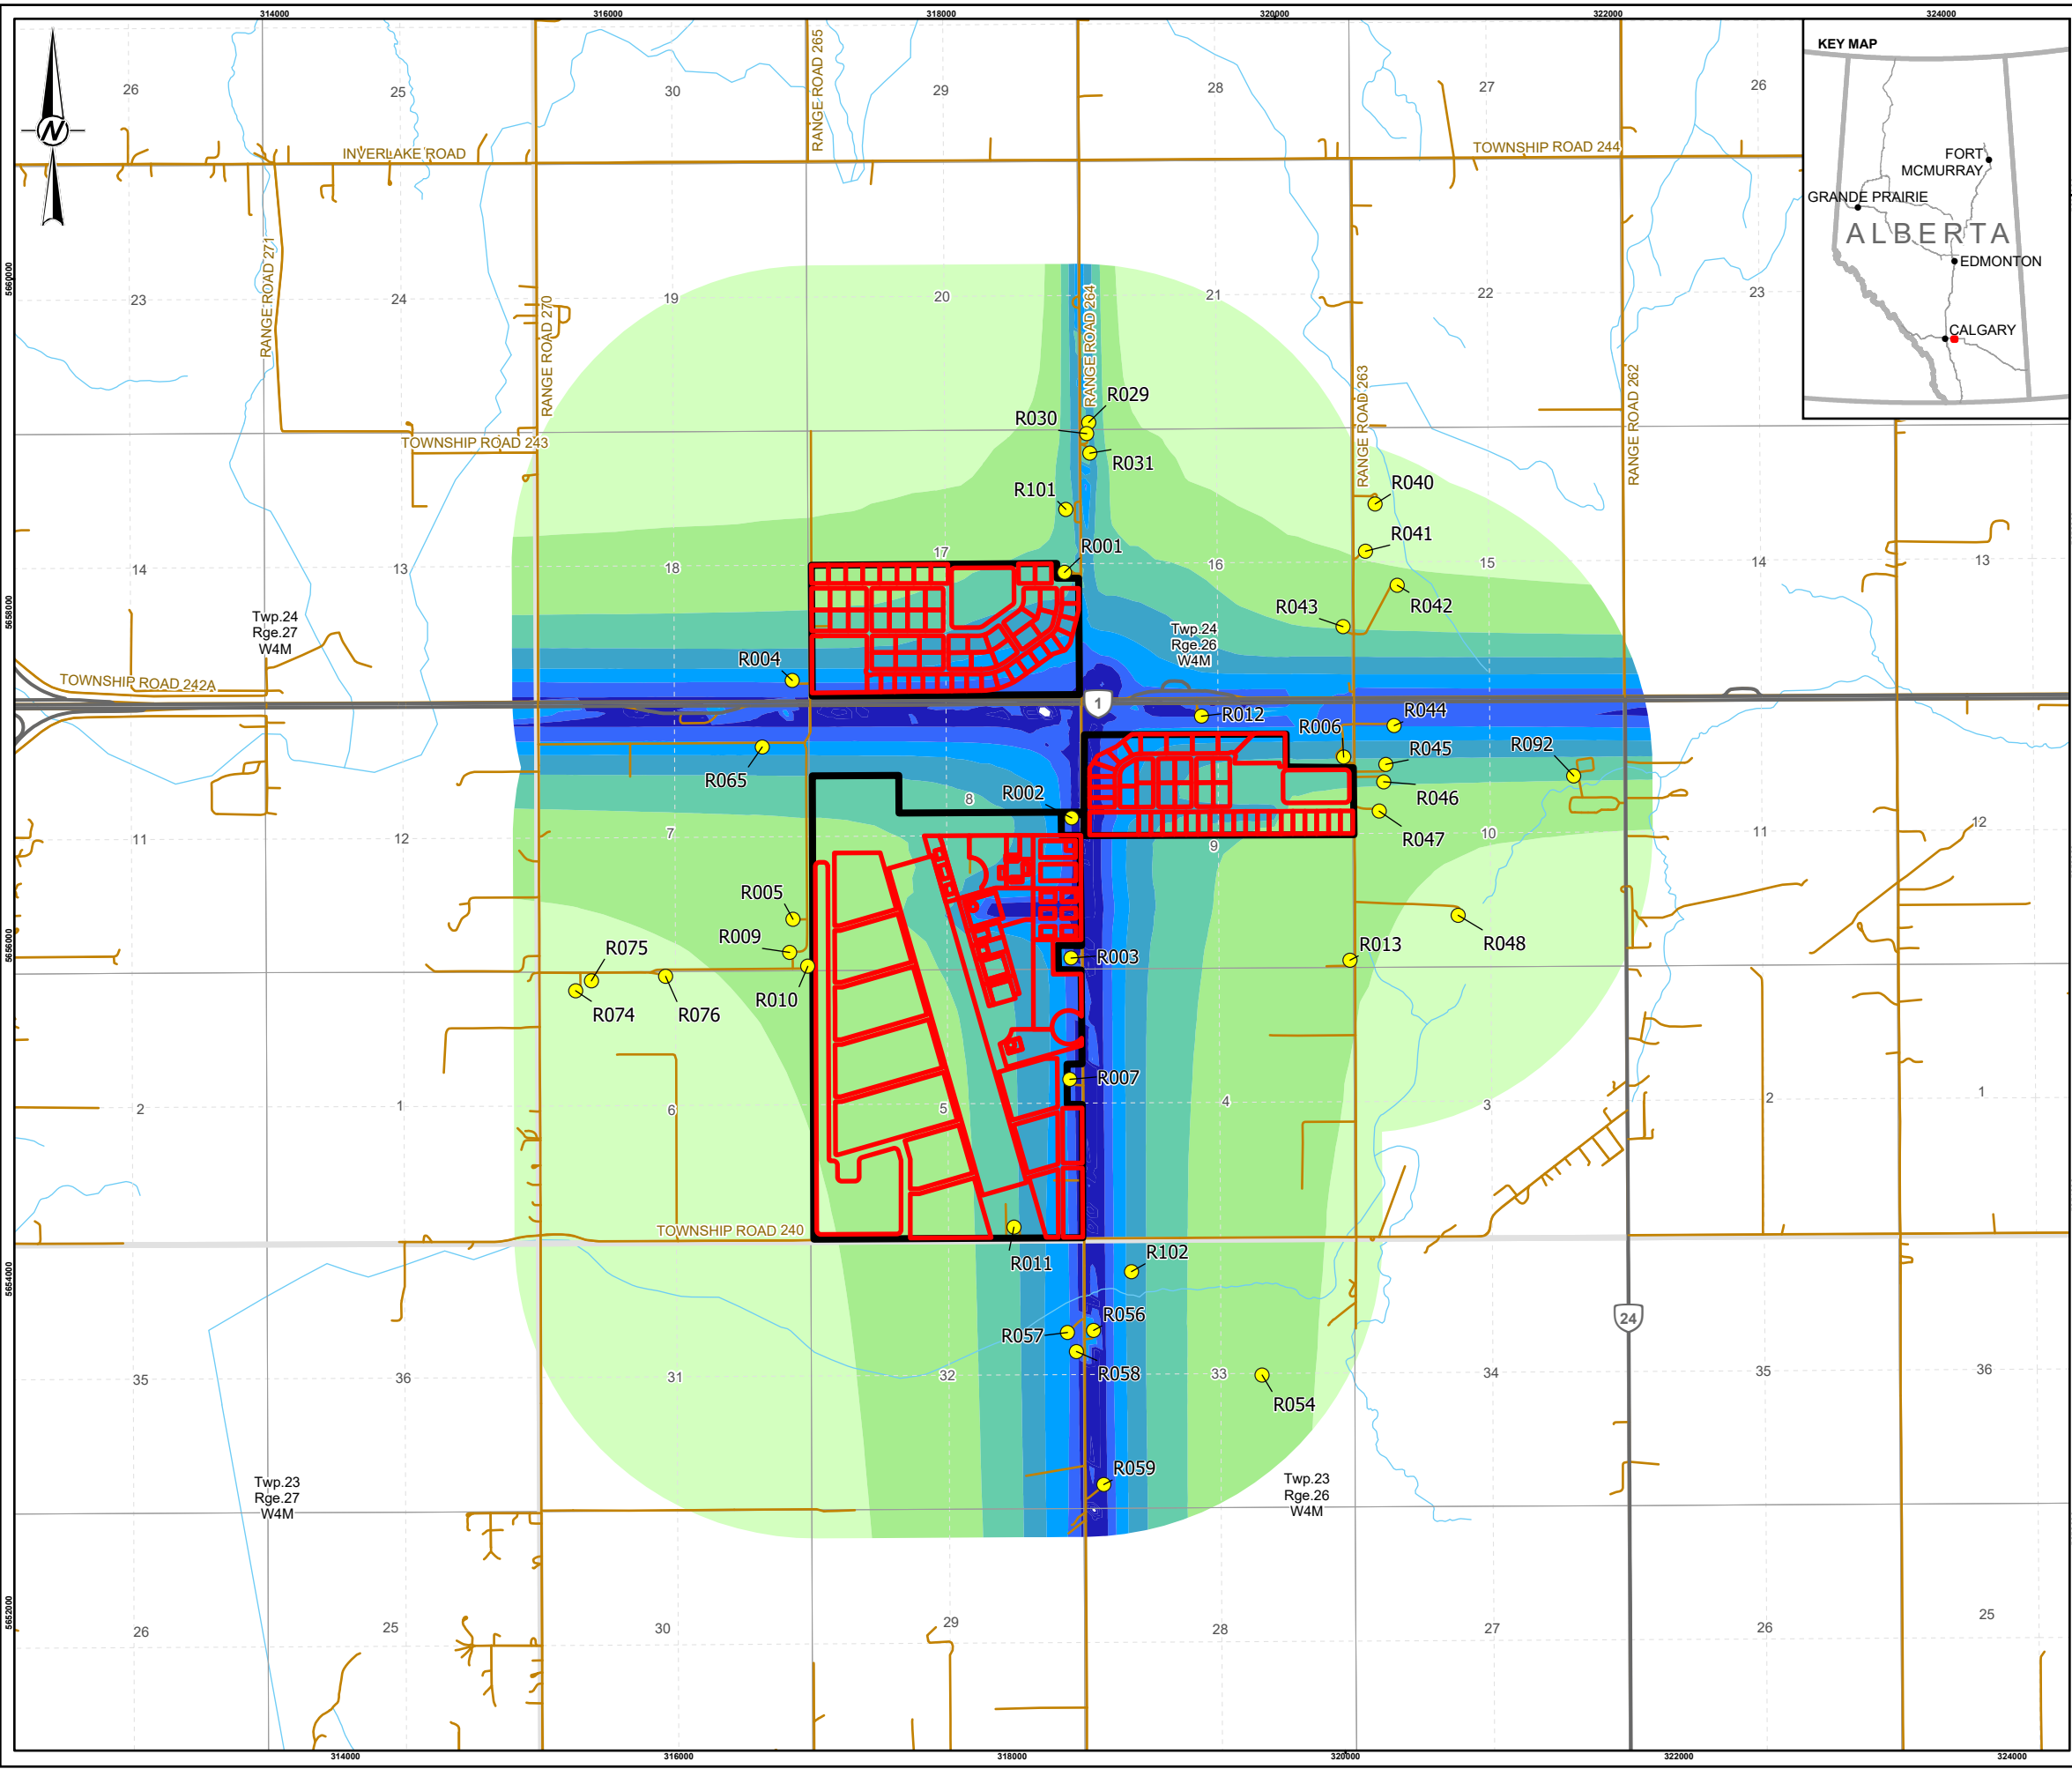 314000
316000
318000
320000
322000
324000
KEY MAP
FORT
MCMURRAY
GRANDE PRAIRIE
ALBERTA
EDMONTON
CALGARY
N
26
25
30
29
28
27
26
RANGE ROAD 265
INVERLAKE ROAD
TOWNSHIP ROAD 244
5660000
RANGE ROAD 271
RANGE ROAD 270
RANGE ROAD 264
RANGE ROAD 263
RANGE ROAD 262
23
24
19
20
21
22
23
R029
R030
TOWNSHIP ROAD 243
R031
R101
R040
R041
R001
14
13
18
17
16
15
14
13
5658000
R042
R043
Twp.24
Rge.27
W4M
Twp.24
Rge.26
W4M
R004
TOWNSHIP ROAD 242A
1
R012
R044
R006
R045
R092
R065
R046
R002
R047
11
12
7
8
9
10
11
12
R005
R009
R048
5656000
R075
R003
R013
R010
R074
R076
R007
2
1
6
5
4
3
2
1
TOWNSHIP ROAD 240
R011
R102
5654000
R056
R057
R058
24
35
36
31
32
33
34
35
36
R054
R059
Twp.23
Rge.27
W4M
Twp.23
Rge.26
W4M
5652000
26
25
30
29
28
27
26
25
314000
316000
318000
320000
322000
324000